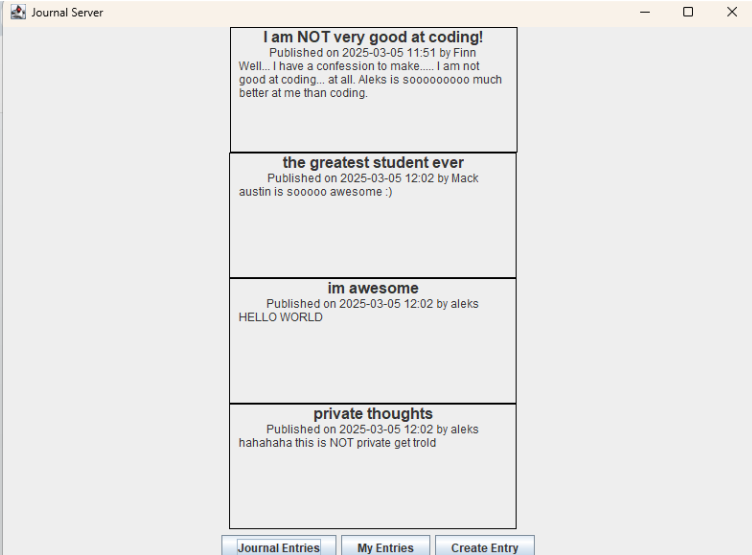 Journal Server
I am NOT very good at coding!
Published on 2025-03-05 11:51 by Finn
Well... I have a confession to make..... I am not
good at coding... at all. Aleks is sooooooooo much
better at me than coding.
the greatest student ever
Published on 2025-03-05 12:02 by Mack
austin is sooooo awesome :)
im awesome
Published on 2025-03-05 12:02 by aleks
HELLO WORLD
private thoughts
Published on 2025-03-05 12:02 by aleks
hahahaha this is NOT private get trold
Journal Entries My Entries Create Entry